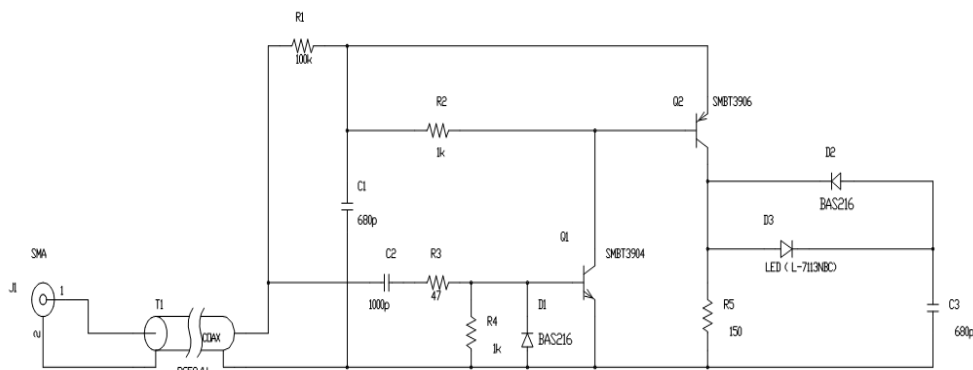 R1
100k
R2
1k
Q2
SMBT3906
D2
BAS216
C1
680p
D3
LED ( L-7113NBC)
SMA
J1
1
2
T1
COAX
C2
1000p
R3
47
Q1
SMBT3904
R4
1k
D1
BAS216
R5
150
C3
680p